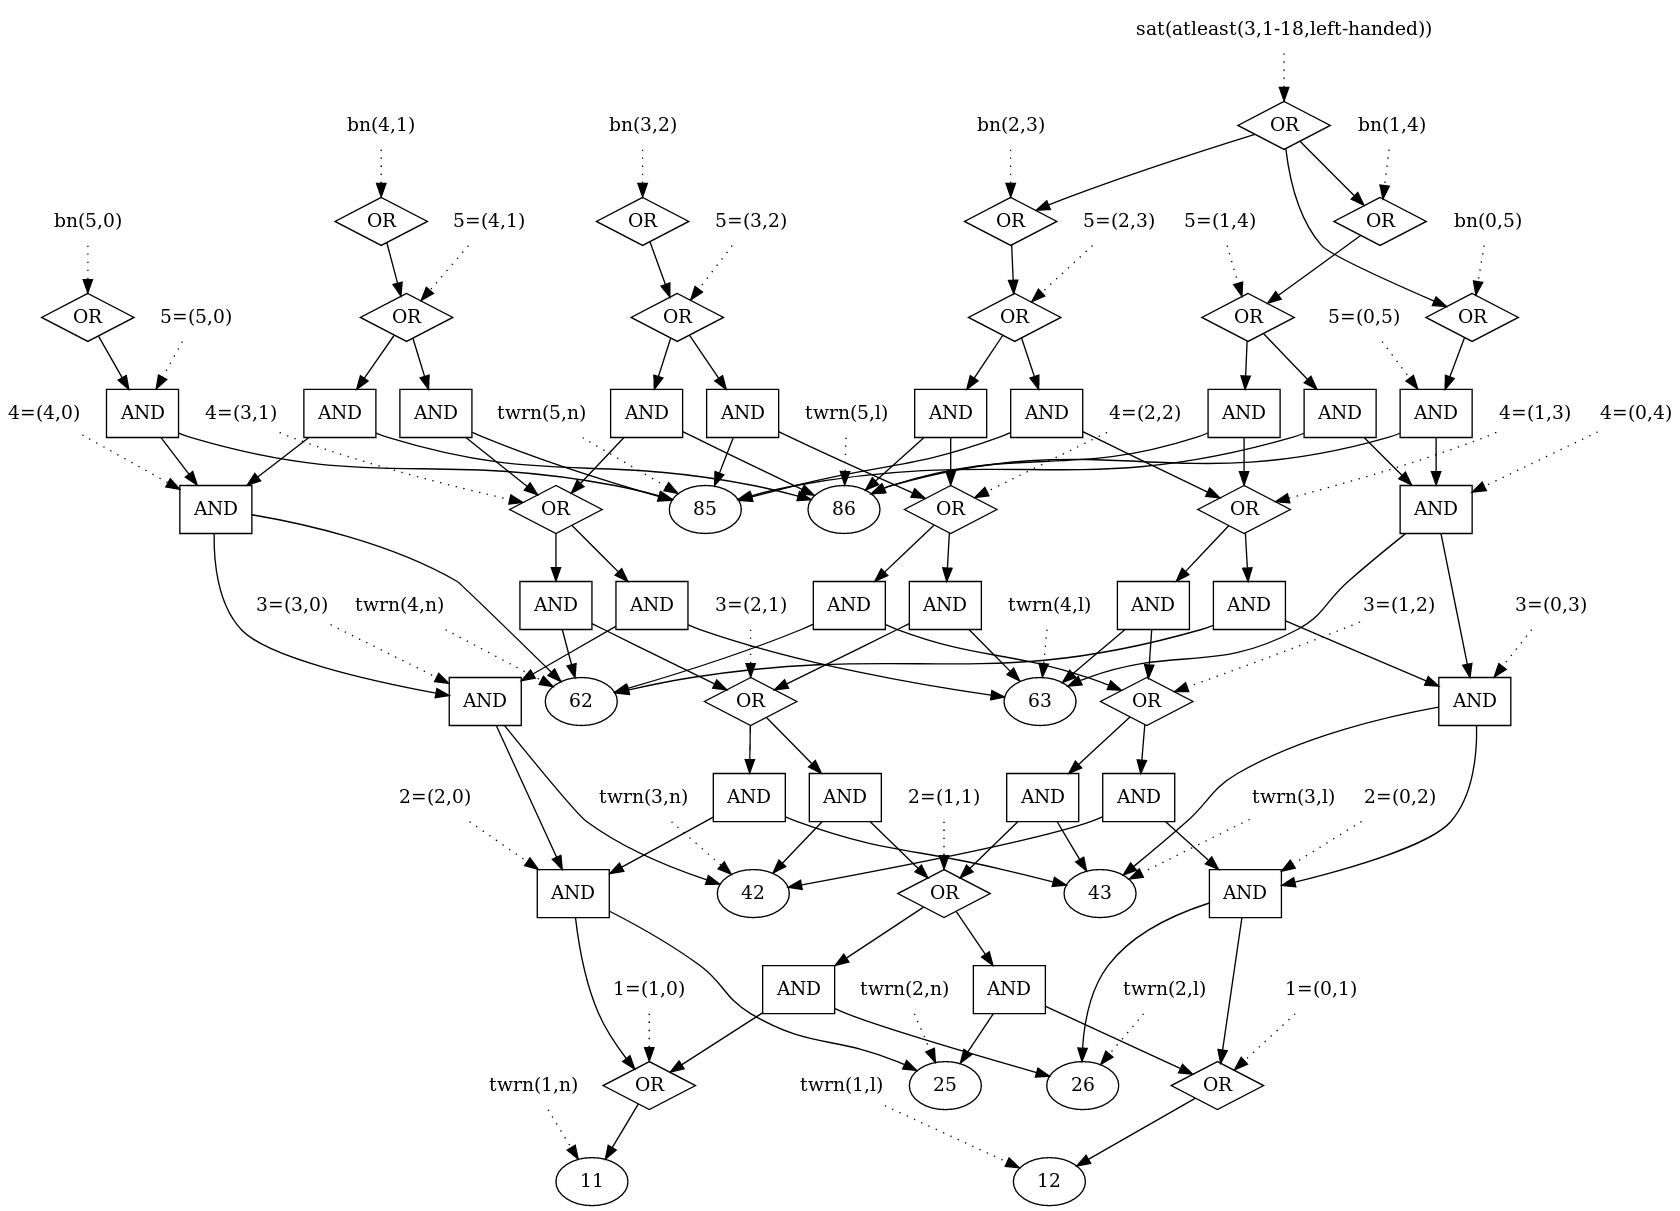 sat(atleast(3,1-18,left-handed))
bn(4,1)
bn(3,2)
bn(2,3)
OR
bn(1,4)
bn(5,0)
OR
5=(4,1)
OR
5=(3,2)
OR
5=(2,3)
5=(1,4)
OR
bn(0,5)
OR
5=(5,0)
OR
OR
OR
OR
5=(0,5)
OR
4=(4,0)
AND
4=(3,1)
AND
AND
twrn(5,n)
AND
AND
twrn(5,l)
AND
AND
4=(2,2)
AND
AND
AND
4=(1,3)
4=(0,4)
AND
OR
85
86
OR
OR
AND
3=(3,0)
twrn(4,n)
AND
AND
3=(2,1)
AND
AND
twrn(4,l)
AND
AND
3=(1,2)
3=(0,3)
AND
62
OR
63
OR
AND
2=(2,0)
twrn(3,n)
AND
AND
2=(1,1)
AND
AND
twrn(3,l)
2=(0,2)
AND
42
OR
43
AND
1=(1,0)
AND
twrn(2,n)
AND
twrn(2,l)
1=(0,1)
twrn(1,n)
OR
twrn(1,l)
25
26
OR
11
12